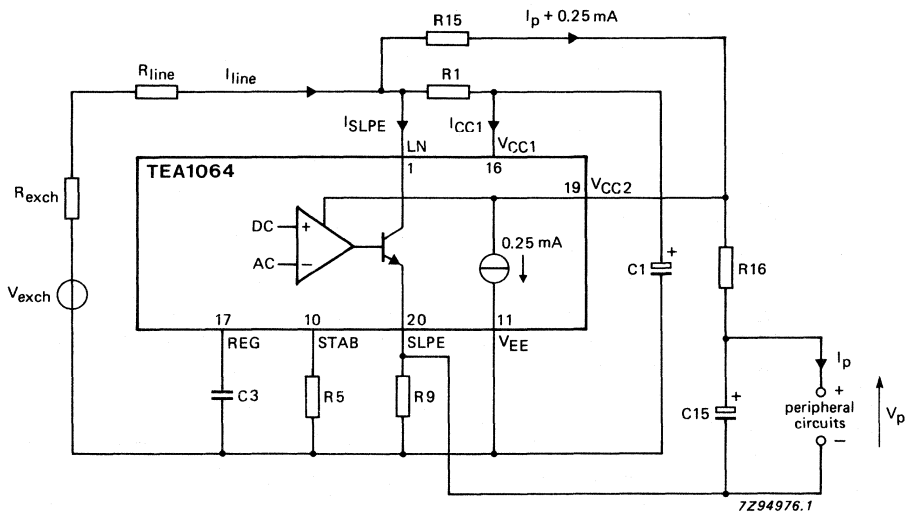 R15
Ip + 0.25 mA
Rline
Iline
R1
ISLPE
ICC1
LN
VCC1
1
16
TEA1064
19
VCC2
Rexch
DC
+
0.25 mA
AC
−
C1
+
R16
Vexch
17
10
20
11
REG
STAB
SLPE
VEE
Ip
C3
R5
R9
C15
+
+
peripheral
circuits
−
Vp
7Z94976.1